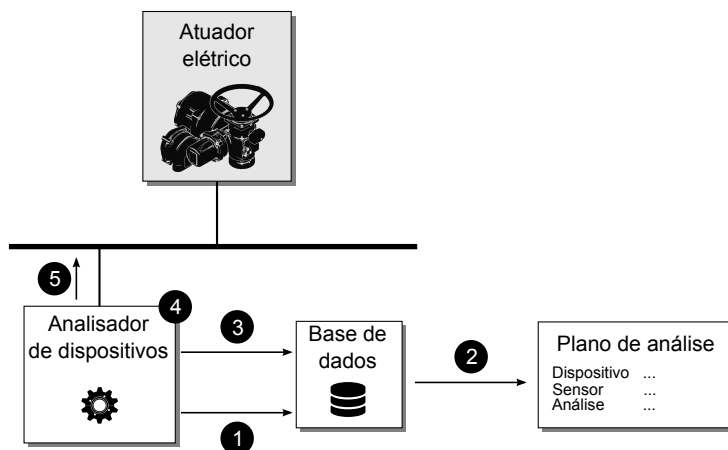 Atuador
elétrico
5
4
Analisador
de dispositivos
3
1
Base de
dados
2
Plano de análise
Dispositivo ...
Sensor ...
Análise ...